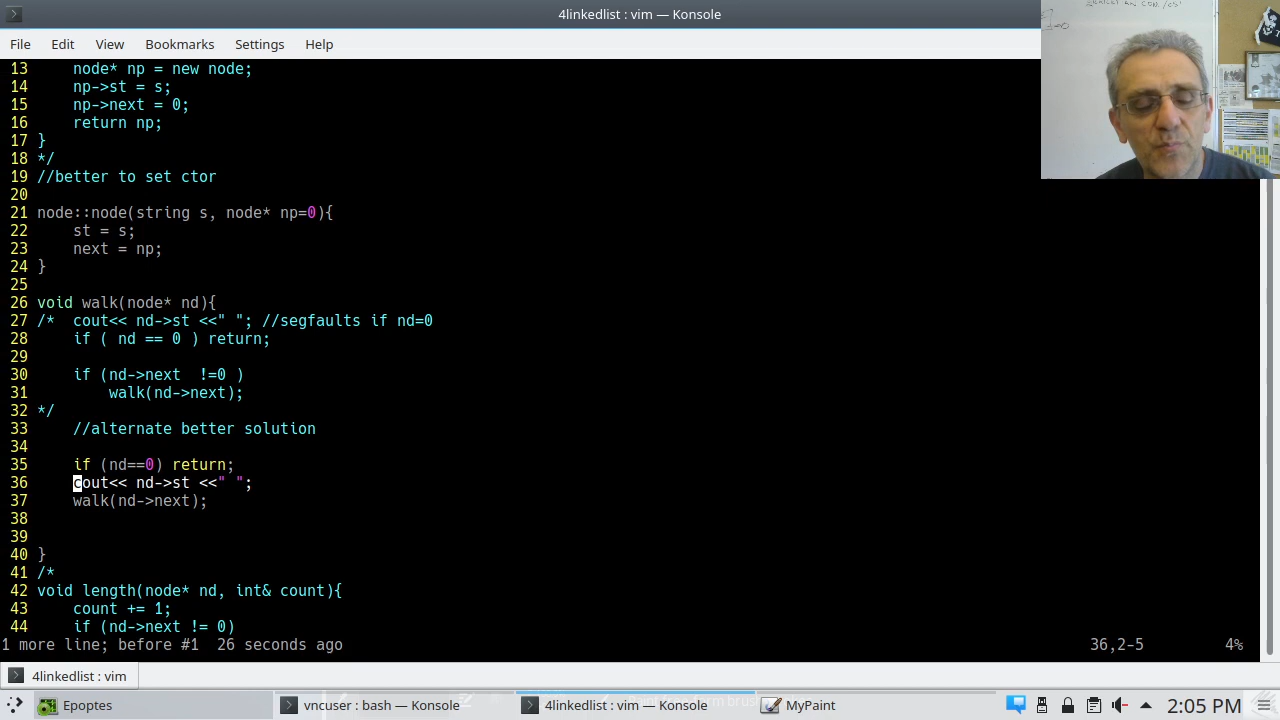 4linkedlist : vim — Konsole
File Edit View Bookmarks Settings Help
13     node* np = new node;
14     np->st = s;
15     np->next = 0;
16     return np;
17 }
18 */
19 //better to set ctor
20
21 node::node(string s, node* np=0){
22     st = s;
23     next = np;
24 }
25
26 void walk(node* nd){
27 /*  cout<< nd->st <<" "; //segfaults if nd=0
28     if ( nd == 0 ) return;
29
30     if (nd->next  !=0 )
31         walk(nd->next);
32 */
33     //alternate better solution
34
35     if (nd==0) return;
36     cout<< nd->st <<" ";
37     walk(nd->next);
38
39
40 }
41 /*
42 void length(node* nd, int& count){
43     count += 1;
44     if (nd->next != 0)
1 more line; before #1  26 seconds ago 36,2-5 4%
4linkedlist : vim
Epoptes vncuser : bash — Konsole 4linkedlist : vim — Konsole MyPaint 2:05 PM